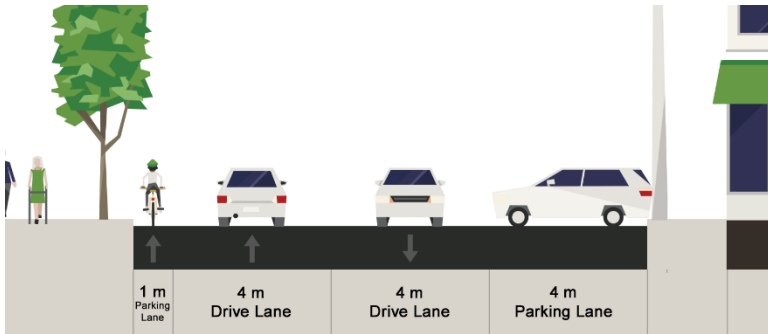 1 m
Parking
Lane
4 m
Drive Lane
4 m
Drive Lane
4 m
Parking Lane